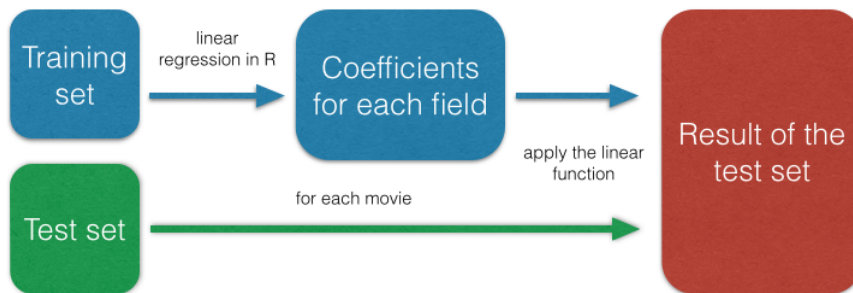 Training
set
linear
regression in R
Coefficients
for each field
apply the linear
function
Result of the
test set
Test set
for each movie